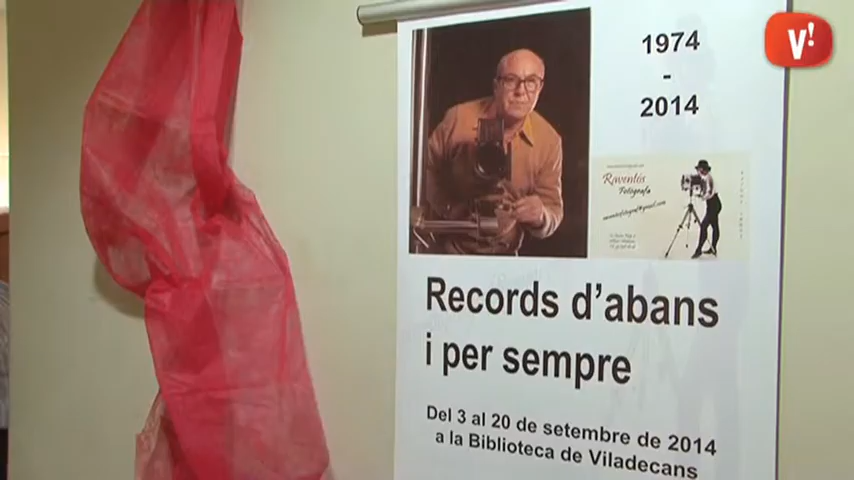 V!
1974
-
2014
Raventós
Fotògrafs
Records d'abans
i per sempre
Del 3 al 20 de setembre de 2014
a la Biblioteca de Viladecans